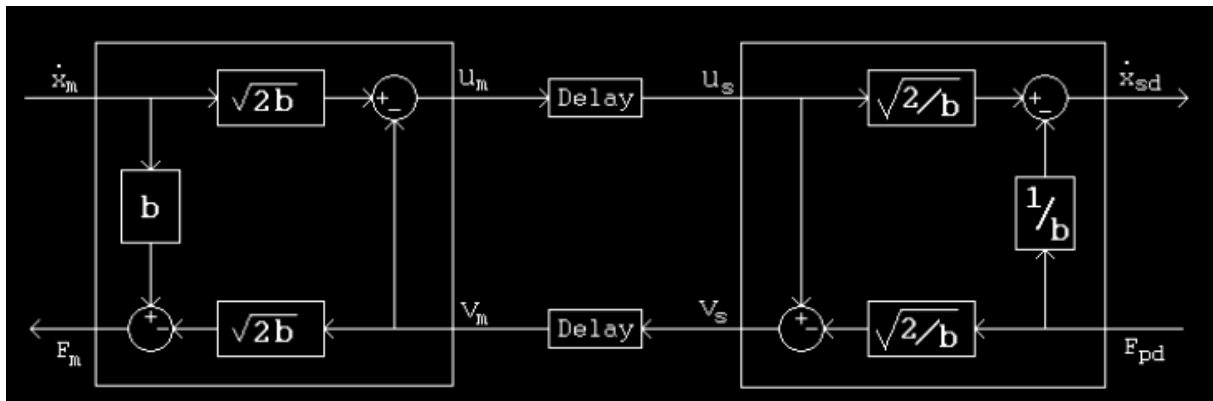 ẋₘ √2b + − uₘ Delay uₛ √2/b + − ẋₛd
b 1/b
Fₘ + − √2b Vₘ Delay Vₛ + − √2/b Fₚd